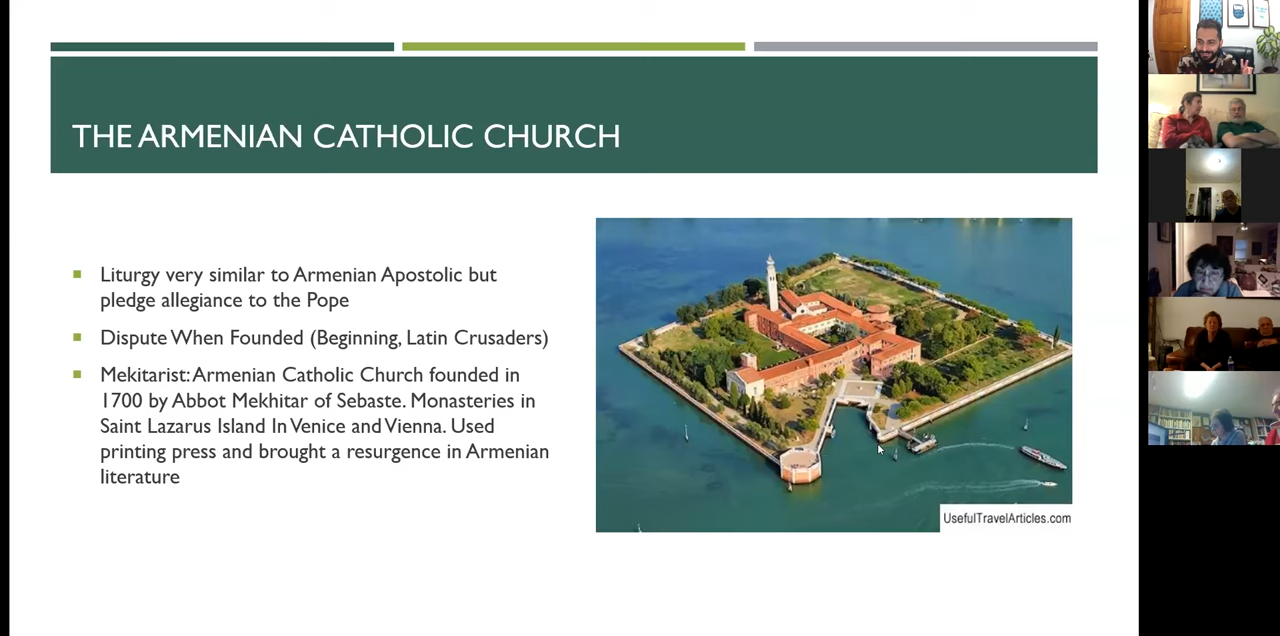 THE ARMENIAN CATHOLIC CHURCH
Liturgy very similar to Armenian Apostolic but
pledge allegiance to the Pope
Dispute When Founded (Beginning, Latin Crusaders)
Mekitarist: Armenian Catholic Church founded in
1700 by Abbot Mekhitar of Sebaste. Monasteries in
Saint Lazarus Island In Venice and Vienna. Used
printing press and brought a resurgence in Armenian
literature
UsefulTravelArticles.com